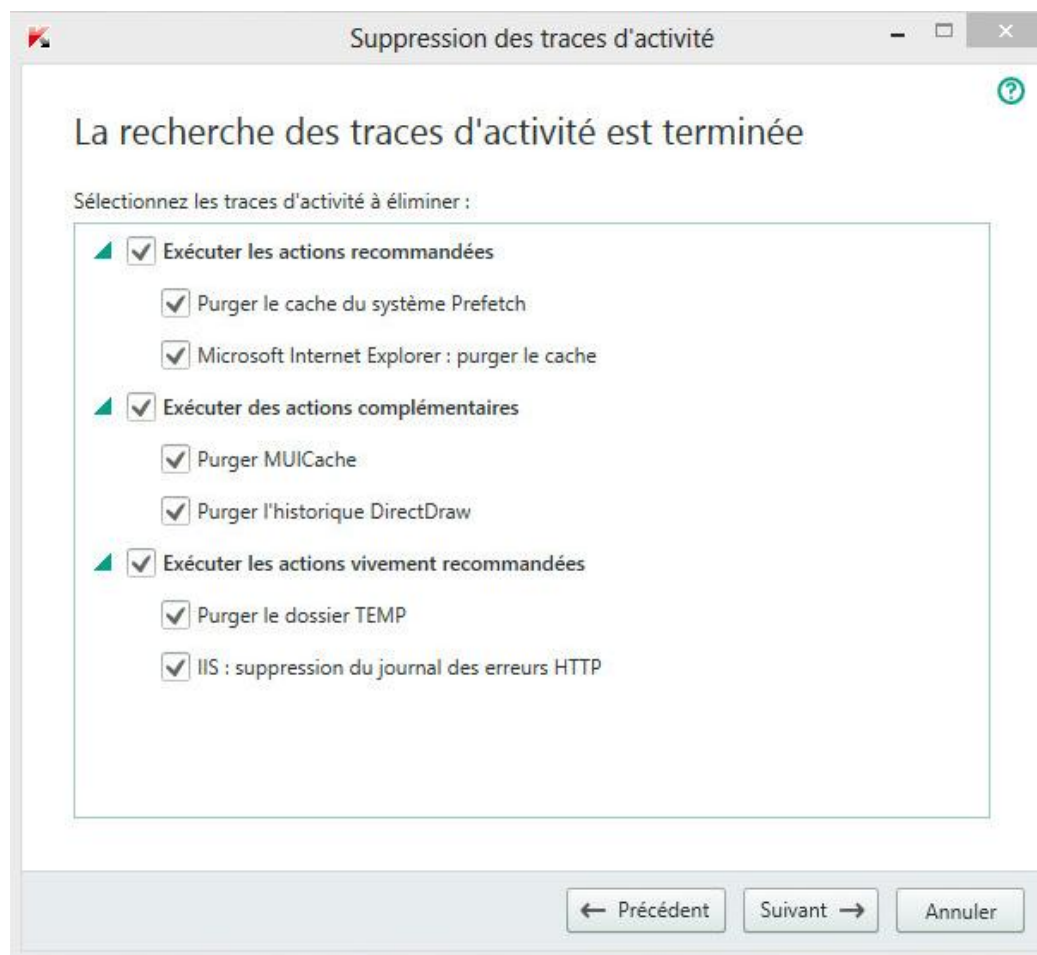 Suppression des traces d'activité
La recherche des traces d'activité est terminée
Sélectionnez les traces d'activité à éliminer :
Exécuter les actions recommandées
Purger le cache du système Prefetch
Microsoft Internet Explorer : purger le cache
Exécuter des actions complémentaires
Purger MUICache
Purger l'historique DirectDraw
Exécuter les actions vivement recommandées
Purger le dossier TEMP
IIS : suppression du journal des erreurs HTTP
← Précédent Suivant → Annuler